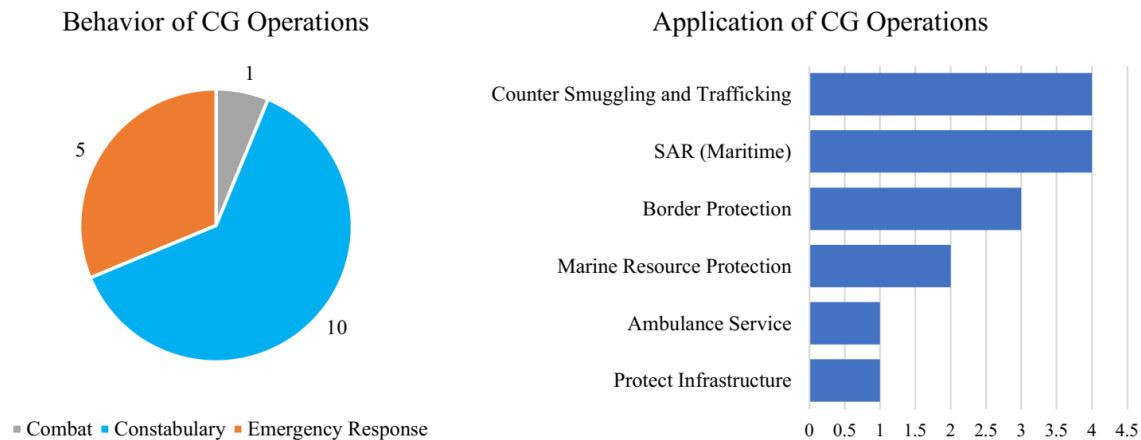 Behavior of CG Operations
1
5
10
Combat Constabulary Emergency Response
Application of CG Operations
Counter Smuggling and Trafficking
SAR (Maritime)
Border Protection
Marine Resource Protection
Ambulance Service
Protect Infrastructure
0 0.5 1 1.5 2 2.5 3 3.5 4 4.5